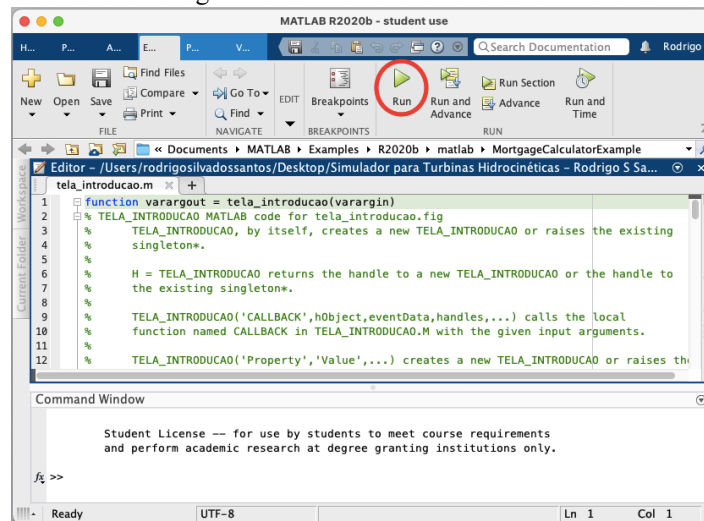 MATLAB R2020b - student use
H... P... A... E... P... V... Search Documentation Rodrigo
New Open Save Find Files Compare Print Go To Find EDIT Breakpoints Run Run and Advance Run Section Advance Run and Time
FILE NAVIGATE BREAKPOINTS RUN
« Documents MATLAB Examples R2020b matlab MortgageCalculatorExample
Editor – /Users/rodrigosilvadossantos/Desktop/Simulador para Turbinas Hidrocinéticas – Rodrigo S Sa...
tela_introducao.m × +
Workspace
Current Folder
1 function varargout = tela_introducao(varargin)
2 % TELA_INTRODUCAO MATLAB code for tela_introducao.fig
3 % TELA_INTRODUCAO, by itself, creates a new TELA_INTRODUCAO or raises the existing
4 % singleton*.
5 %
6 % H = TELA_INTRODUCAO returns the handle to a new TELA_INTRODUCAO or the handle to
7 % the existing singleton*.
8 %
9 % TELA_INTRODUCAO('CALLBACK',hObject,eventData,handles,...) calls the local
10 % function named CALLBACK in TELA_INTRODUCAO.M with the given input arguments.
11 %
12 % TELA_INTRODUCAO('Property','Value',...) creates a new TELA_INTRODUCAO or raises the
Command Window
Student License -- for use by students to meet course requirements
and perform academic research at degree granting institutions only.
fx >>
Ready UTF-8 Ln 1 Col 1